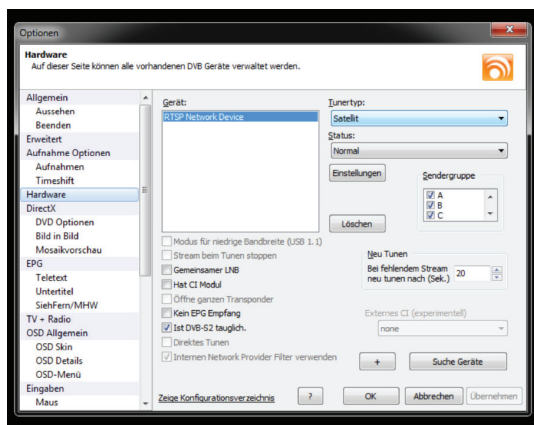 Optionen
Hardware
Auf dieser Seite können alle vorhandenen DVB Geräte verwaltet werden.
Allgemein
Aussehen
Beenden
Erweitert
Aufnahme Optionen
Aufnahmen
Timeshift
Hardware
DirectX
DVD Optionen
Bild in Bild
Mosaikvorschau
EPG
Teletext
Untertitel
SiehFern/MHW
TV + Radio
OSD Allgemein
OSD Skin
OSD Details
OSD-Menü
Eingaben
Maus
Gerät:
RTSP Network Device
Tunertyp:
Satellit
Status:
Normal
Einstellungen
Sendergruppe
A
B
C
Löschen
Modus für niedrige Bandbreite (USB 1.1)
Stream beim Tunen stoppen
Gemeinsamer LNB
Hat CI Modul
Öffne ganzen Transponder
Kein EPG Empfang
Ist DVB-S2 tauglich.
Direktes Tunen
Internen Network Provider Filter verwenden
Neu Tunen
Bei fehlendem Stream
neu tunen nach (Sek.)
20
Externes CI (experimentell)
none
+
Suche Geräte
Zeige Konfigurationsverzeichnis
?
OK
Abbrechen
Übernehmen